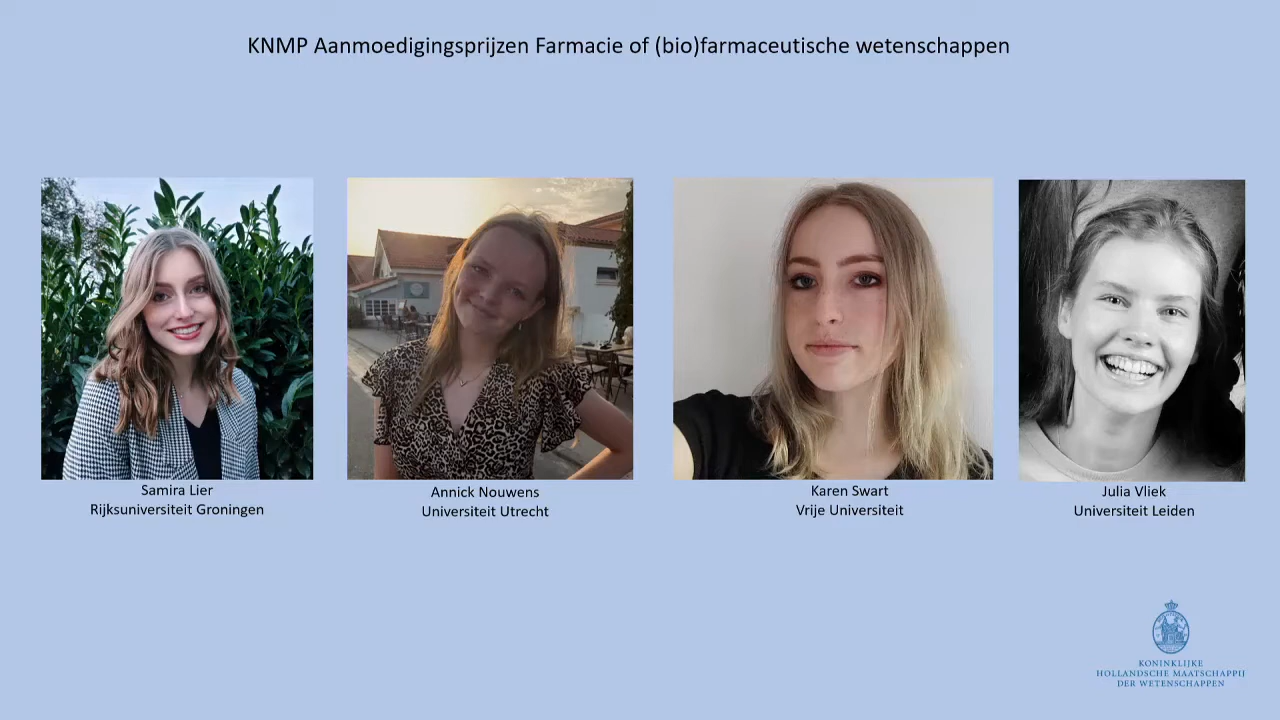 KNMP Aanmoedigingsprijzen Farmacie of (bio)farmaceutische wetenschappen
Samira Lier
Rijksuniversiteit Groningen
Annick Nouwens
Universiteit Utrecht
Karen Swart
Vrije Universiteit
Julia Vliek
Universiteit Leiden
KONINKLIJKE
HOLLANDSCHE MAATSCHAPPIJ
DER WETENSCHAPPEN